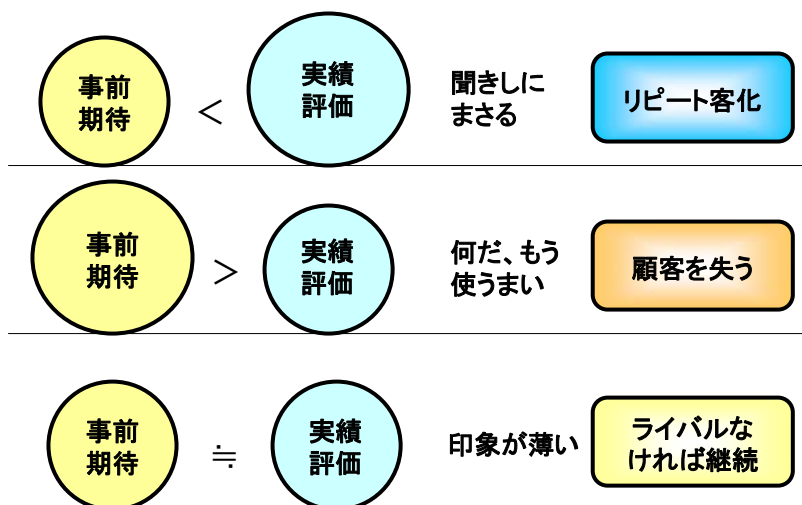 事前
期待
＜
実績
評価
聞きしに
まさる
リピート客化
事前
期待
＞
実績
評価
何だ、もう
使うまい
顧客を失う
事前
期待
≒
実績
評価
印象が薄い
ライバルな
ければ継続